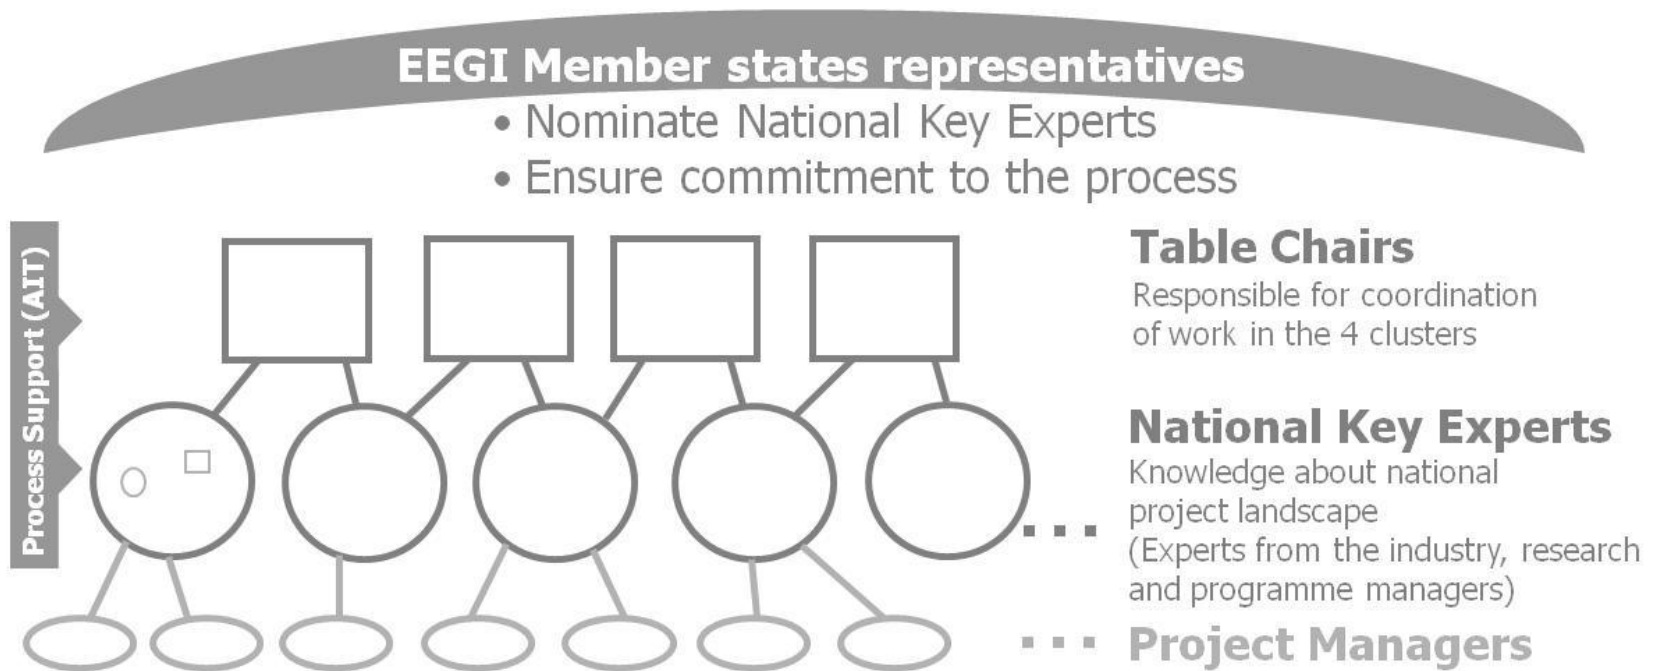 EEGI Member states representatives
• Nominate National Key Experts
• Ensure commitment to the process
Process Support (AIT)
Table Chairs
Responsible for coordination
of work in the 4 clusters
National Key Experts
Knowledge about national
project landscape
(Experts from the industry, research
and programme managers)
... 
... Project Managers